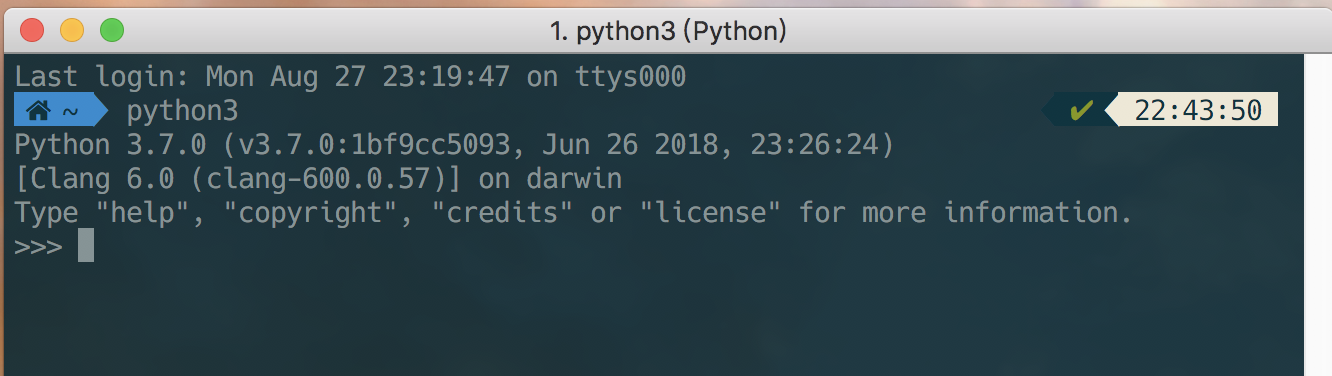 1. python3 (Python)
Last login: Mon Aug 27 23:19:47 on ttys000
~ python3 ✔ 22:43:50
Python 3.7.0 (v3.7.0:1bf9cc5093, Jun 26 2018, 23:26:24)
[Clang 6.0 (clang-600.0.57)] on darwin
Type "help", "copyright", "credits" or "license" for more information.
>>>